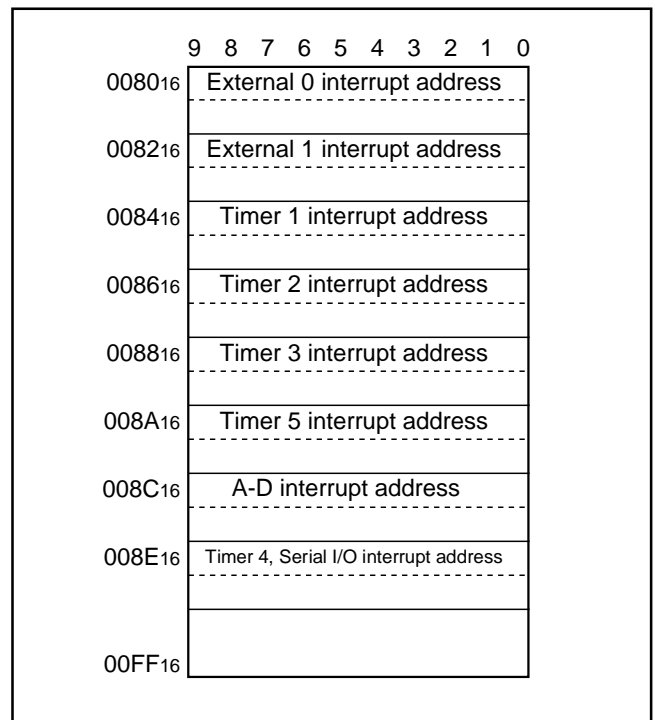 9 8 7 6 5 4 3 2 1 0
008016 External 0 interrupt address
008216 External 1 interrupt address
008416 Timer 1 interrupt address
008616 Timer 2 interrupt address
008816 Timer 3 interrupt address
008A16 Timer 5 interrupt address
008C16 A-D interrupt address
008E16 Timer 4, Serial I/O interrupt address
00FF16